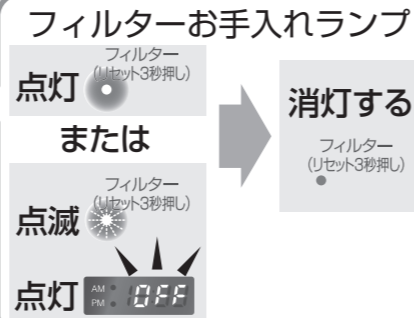 フィルターお手入れランプ
フィルター
(リセット3秒押し)
点灯
または
フィルター
(リセット3秒押し)
点滅
点灯
AM
PM
OFF
消灯する
フィルター
(リセット3秒押し)